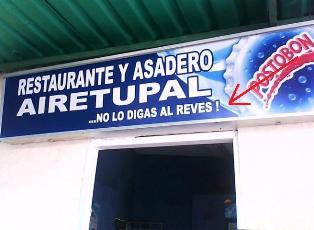 RESTAURANTE Y ASADERO
AIRETUPAL
...NO LO DIGAS AL REVES !
POSTOBON